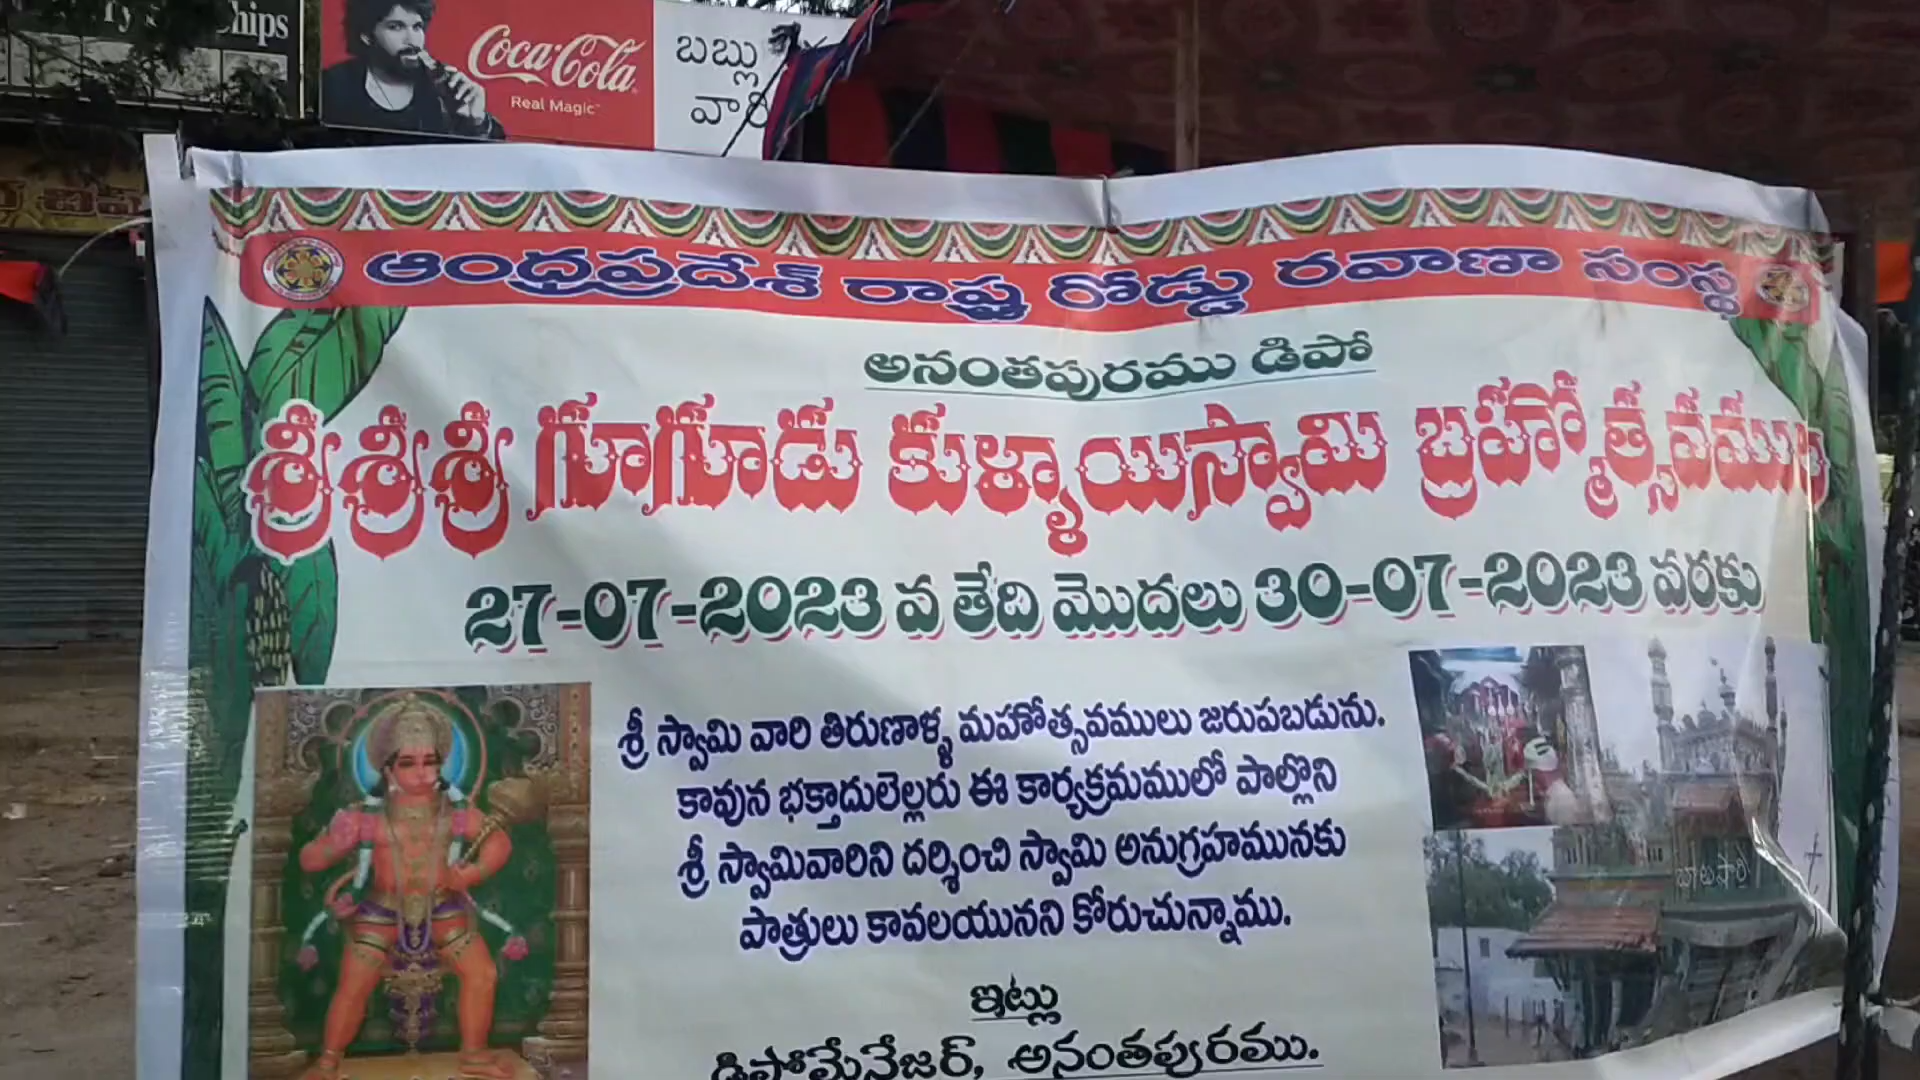 Chips
Coca-Cola
Real Magic
బబ్లు
వారి
ఆంధ్రప్రదేశ్ రాష్ట్ర రోడ్డు రవాణా సంస్థ
అనంతపురము డిపో
శ్రీశ్రీశ్రీ గూగూడు కుళ్ళాయిస్వామి బ్రహ్మోత్సవములు
27-07-2023 వ తేది మొదలు 30-07-2023 వరకు
శ్రీ స్వామి వారి తిరుణాళ్ళ మహోత్సవములు జరుపబడును.
కావున భక్తాదులెల్లరు ఈ కార్యక్రమములో పాల్గొని
శ్రీ స్వామివారిని దర్శించి స్వామి అనుగ్రహమునకు
పాత్రులు కావలయునని కోరుచున్నాము.
ఇట్లు
డిపోమేనేజర్, అనంతపురము.